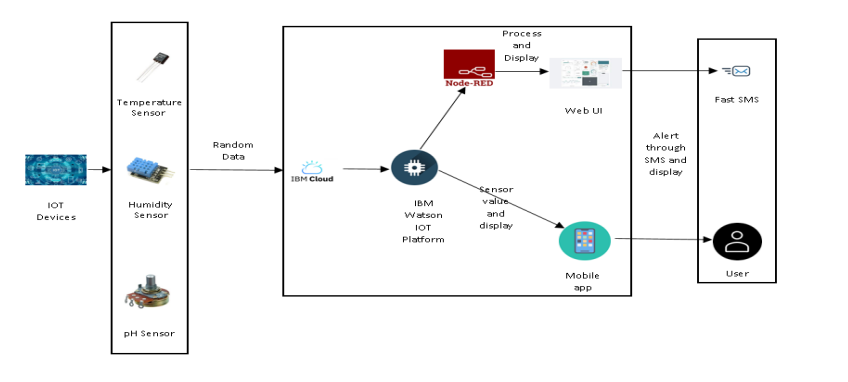 Temperature
Sensor
IOT
Devices
Humidity
Sensor
pH Sensor
Random
Data
IBM Cloud
IBM
Watson
IOT
Platform
Process
and
Display
Node-RED
Web UI
Sensor
value
and
display
Mobile
app
Alert
through
SMS and
display
Fast SMS
User